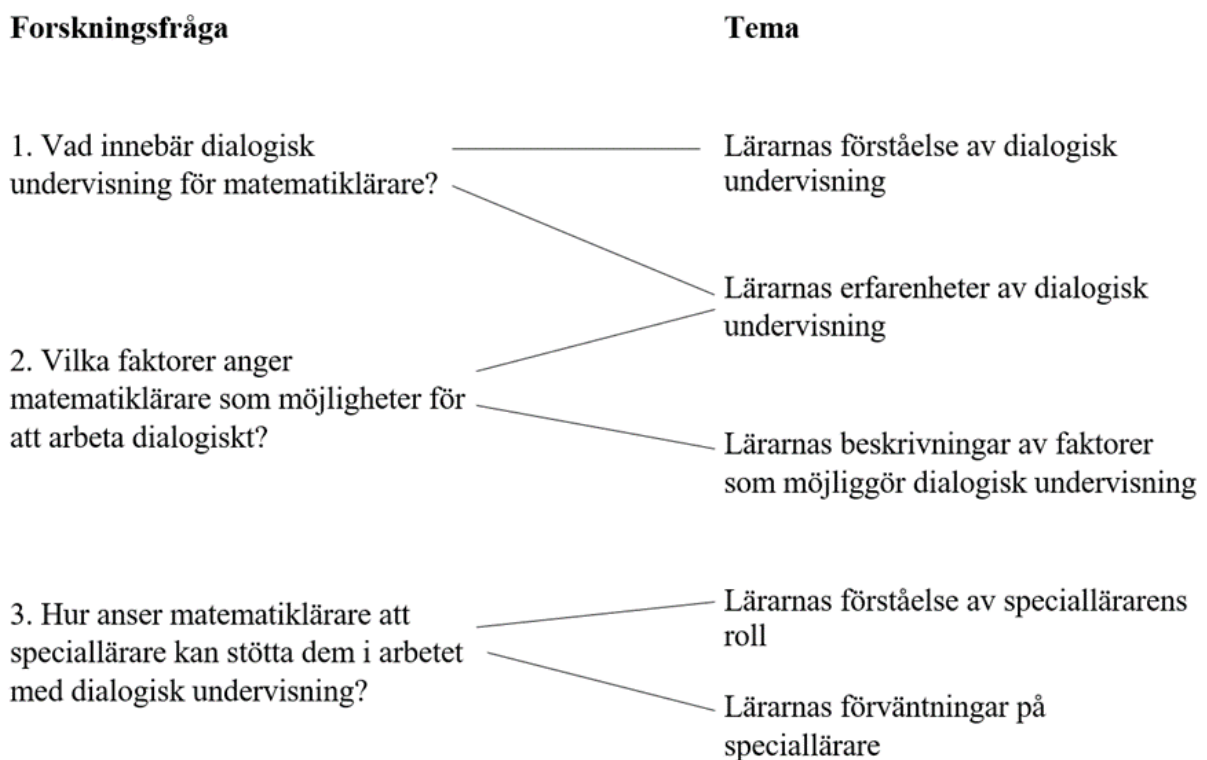 Forskningsfråga
Tema
1. Vad innebär dialogisk
undervisning för matematiklärare?
Lärarnas förståelse av dialogisk
undervisning
Lärarnas erfarenheter av dialogisk
undervisning
2. Vilka faktorer anger
matematiklärare som möjligheter för
att arbeta dialogiskt?
Lärarnas beskrivningar av faktorer
som möjliggör dialogisk undervisning
3. Hur anser matematiklärare att
speciallärare kan stötta dem i arbetet
med dialogisk undervisning?
Lärarnas förståelse av speciallärarens
roll
Lärarnas förväntningar på
speciallärare